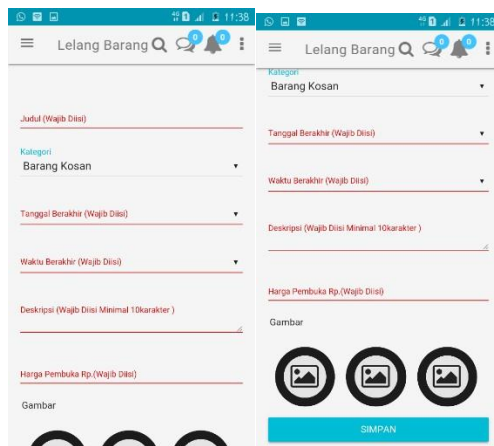 11:38
Lelang Barang
0
0
Judul (Wajib Diisi)
Kategori
Barang Kosan
Tanggal Berakhir (Wajib Diisi)
Waktu Berakhir (Wajib Diisi)
Deskripsi (Wajib Diisi Minimal 10karakter )
Harga Pembuka Rp.(Wajib Diisi)
Gambar
11:38
Lelang Barang
0
0
Kategori
Barang Kosan
Tanggal Berakhir (Wajib Diisi)
Waktu Berakhir (Wajib Diisi)
Deskripsi (Wajib Diisi Minimal 10karakter )
Harga Pembuka Rp.(Wajib Diisi)
Gambar
SIMPAN